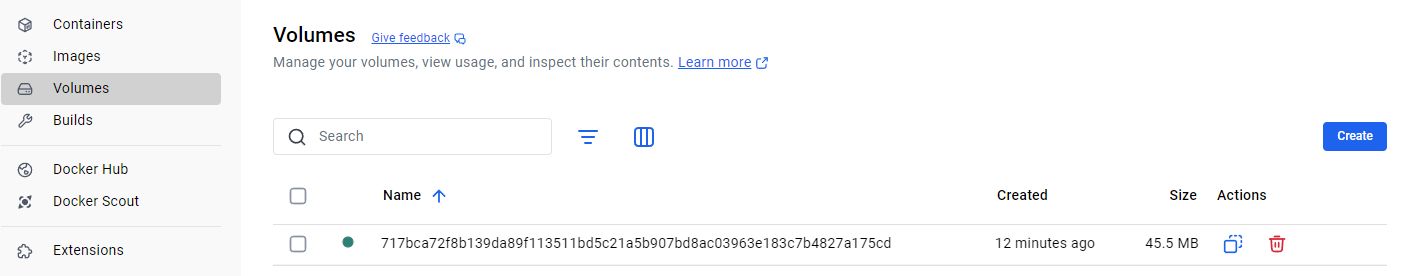 Containers
Images
Volumes
Builds
Docker Hub
Docker Scout
Extensions
Volumes Give feedback
Manage your volumes, view usage, and inspect their contents. Learn more
Search
Create
Name Created Size Actions
717bca72f8b139da89f113511bd5c21a5b907bd8ac03963e183c7b4827a175cd 12 minutes ago 45.5 MB